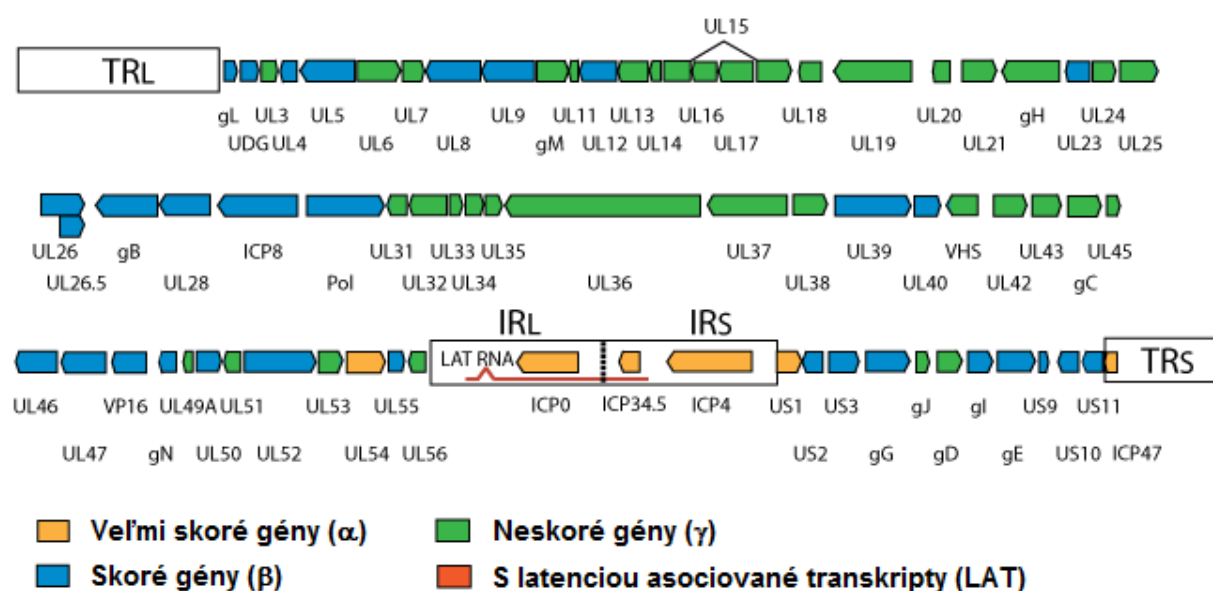 UL15
TRL
gL UL3 UL5 UL7 UL9 UL11 UL13 UL16 UL18 UL20 gH UL24
UDG UL4 UL6 UL8 gM UL12 UL14 UL17 UL19 UL21 UL23 UL25
UL26 gB ICP8 UL31 UL33 UL35 UL37 UL39 VHS UL43 UL45
UL26.5 UL28 Pol UL32 UL34 UL36 UL38 UL40 UL42 gC
IRL IRS
LAT RNA TRS
UL46 VP16 UL49A UL51 UL53 UL55 ICP0 ICP34.5 ICP4 US1 US3 gJ gI US9 US11
UL47 gN UL50 UL52 UL54 UL56 US2 gG gD gE US10 ICP47
Veľmi skoré gény (α) Neskoré gény (γ)
Skoré gény (β) S latenciou asociované transkripty (LAT)